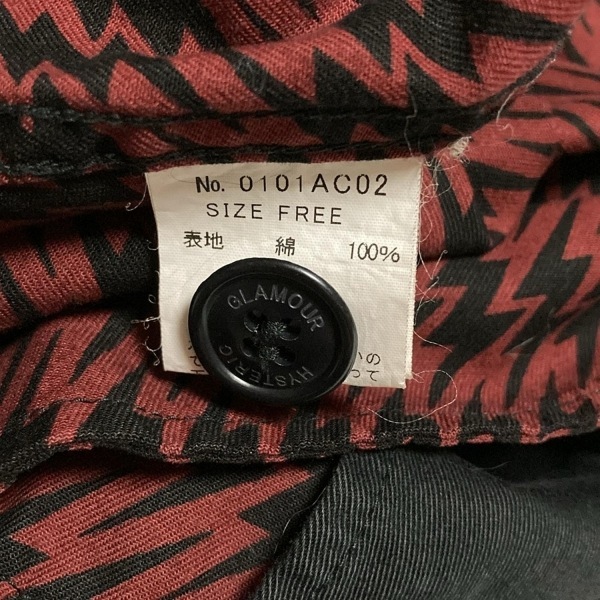 No. 0101AC02
SIZE FREE
表地 綿 100%
GLAMOUR
HYSTERIC